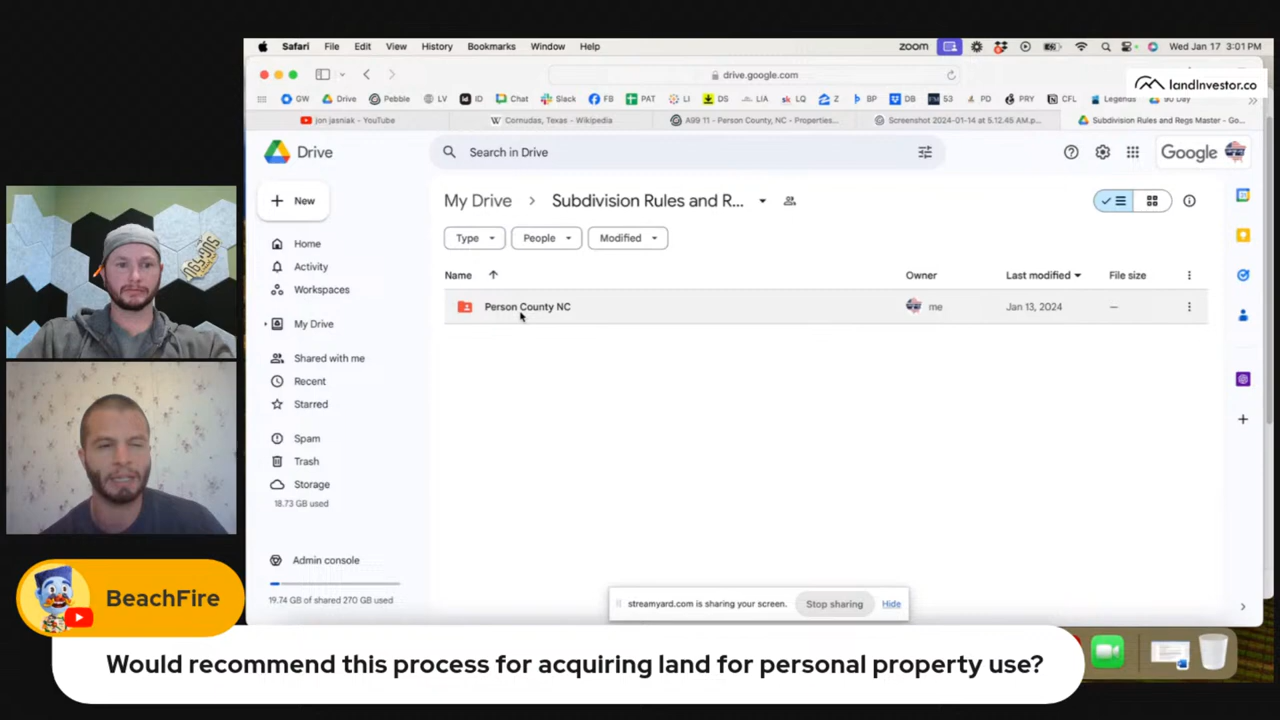 Safari File Edit View History Bookmarks Window Help zoom Wed Jan 17 3:01 PM
drive.google.com
landInvestor.co
GW Drive Pebble LV ID Chat Slack FB PAT LI DS LIA LQ Z BP DB 53 PD PRY CFL Legends 90 Day
jon jasniak - YouTube Cornudas, Texas - Wikipedia A99 11 - Person County, NC - Properties... Screenshot 2024-01-14 at 5.12.45 AM.p... Subdivision Rules and Regs Master - Go...
Drive
Search in Drive
Google
New
My Drive > Subdivision Rules and R...
Type People Modified
Home
Activity
Workspaces
My Drive
Shared with me
Recent
Starred
Spam
Trash
Storage
18.73 GB used
Admin console
19.74 GB of shared 270 GB used
Name Owner Last modified File size
Person County NC me Jan 13, 2024 —
streamyard.com is sharing your screen. Stop sharing Hide
BeachFire
Would recommend this process for acquiring land for personal property use?